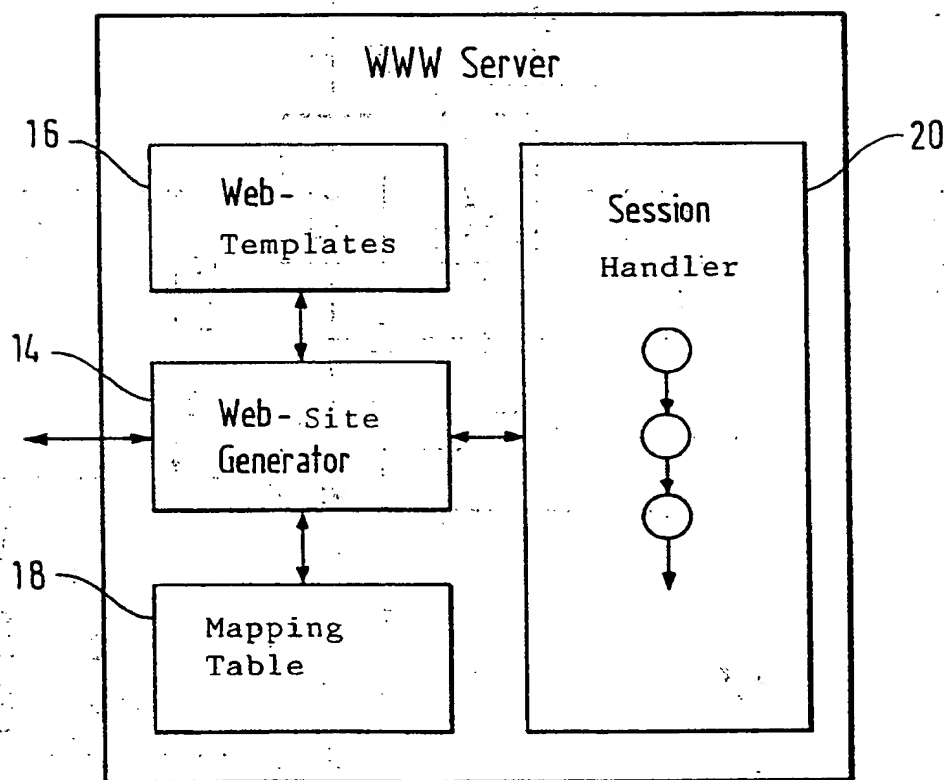 WWW Server
16
20
Web-
Templates
Session
Handler
14
Web-Site
Generator
18
Mapping
Table